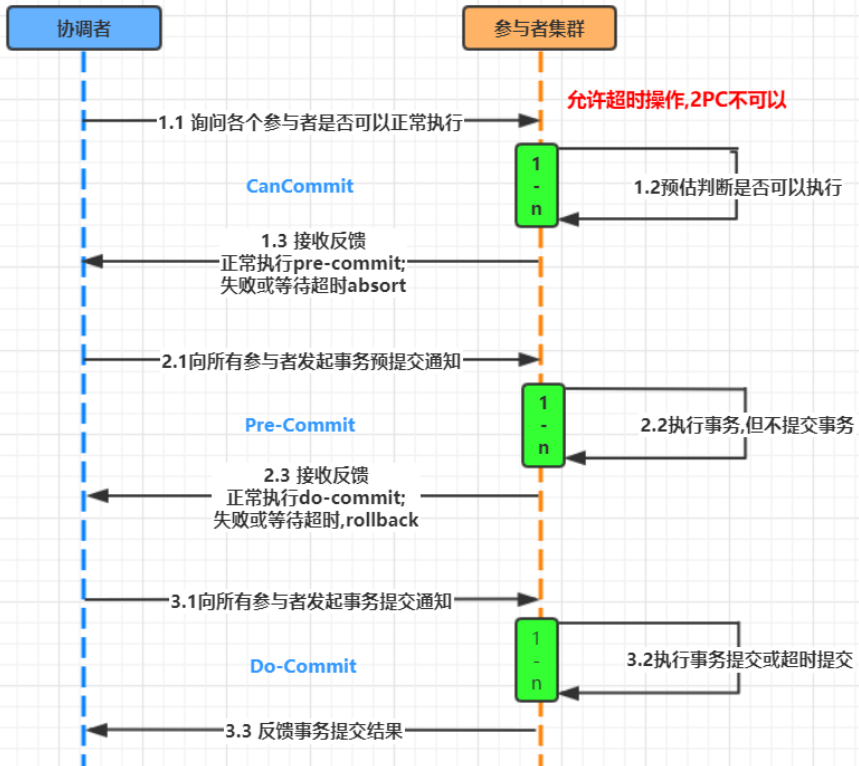 协调者
参与者集群
允许超时操作,2PC不可以
1.1 询问各个参与者是否可以正常执行
1
-
n
CanCommit
1.2预估判断是否可以执行
1.3 接收反馈
正常执行pre-commit;
失败或等待超时absort
2.1向所有参与者发起事务预提交通知
1
-
n
Pre-Commit
2.2执行事务,但不提交事务
2.3 接收反馈
正常执行do-commit;
失败或等待超时,rollback
3.1向所有参与者发起事务提交通知
1
-
n
Do-Commit
3.2执行事务提交或超时提交
3.3 反馈事务提交结果